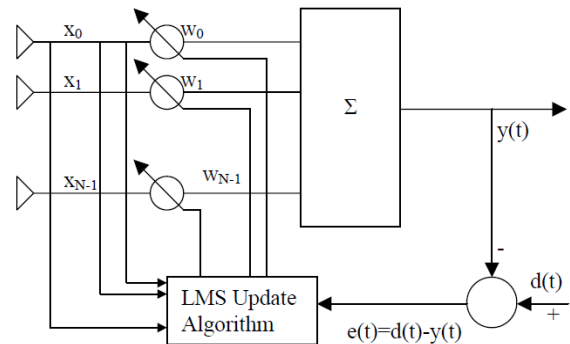 x0
w0
x1
w1
Σ
y(t)
xN-1
wN-1
-
d(t)
+
LMS Update
Algorithm
e(t)=d(t)-y(t)